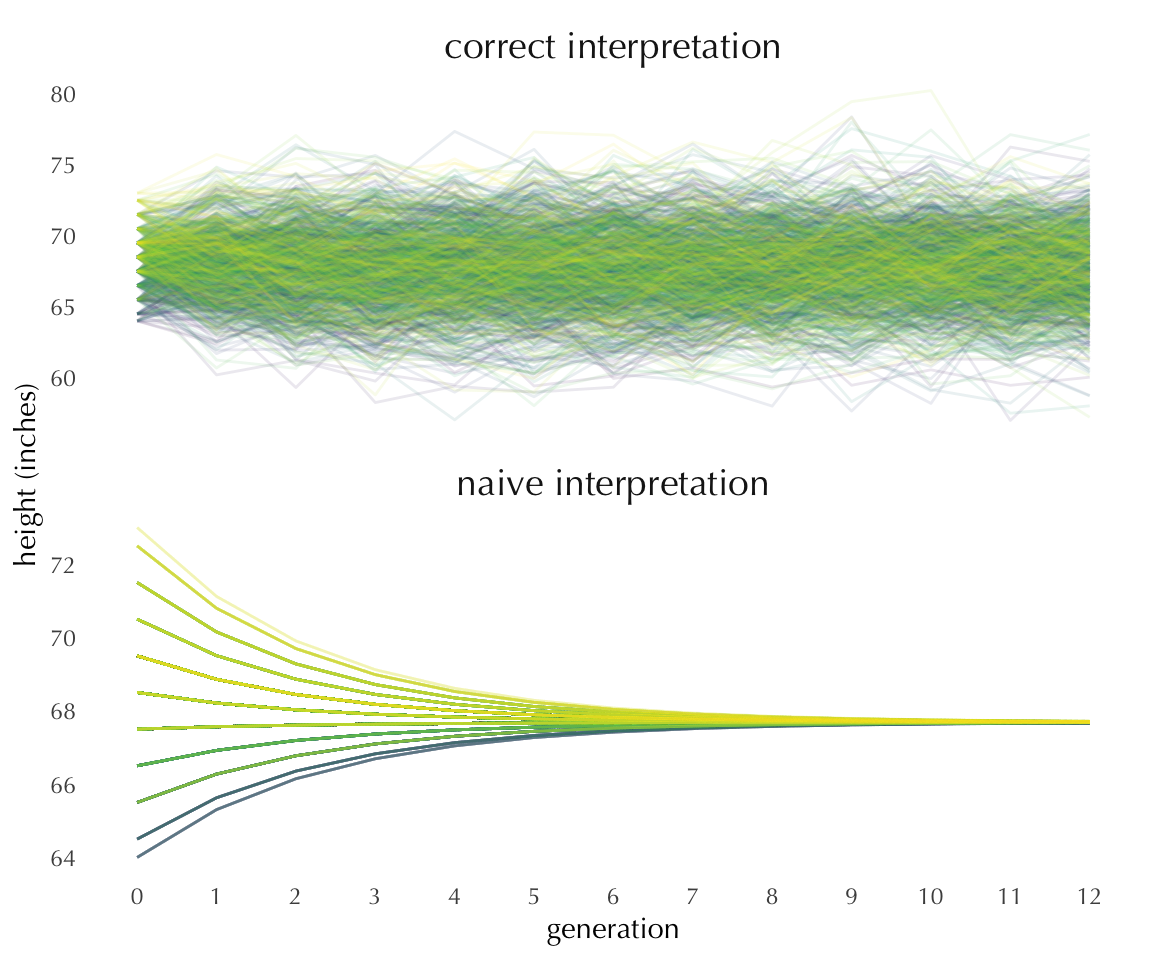 correct interpretation
80
75
70
65
60
height (inches)
naive interpretation
72
70
68
66
64
0 1 2 3 4 5 6 7 8 9 10 11 12
generation